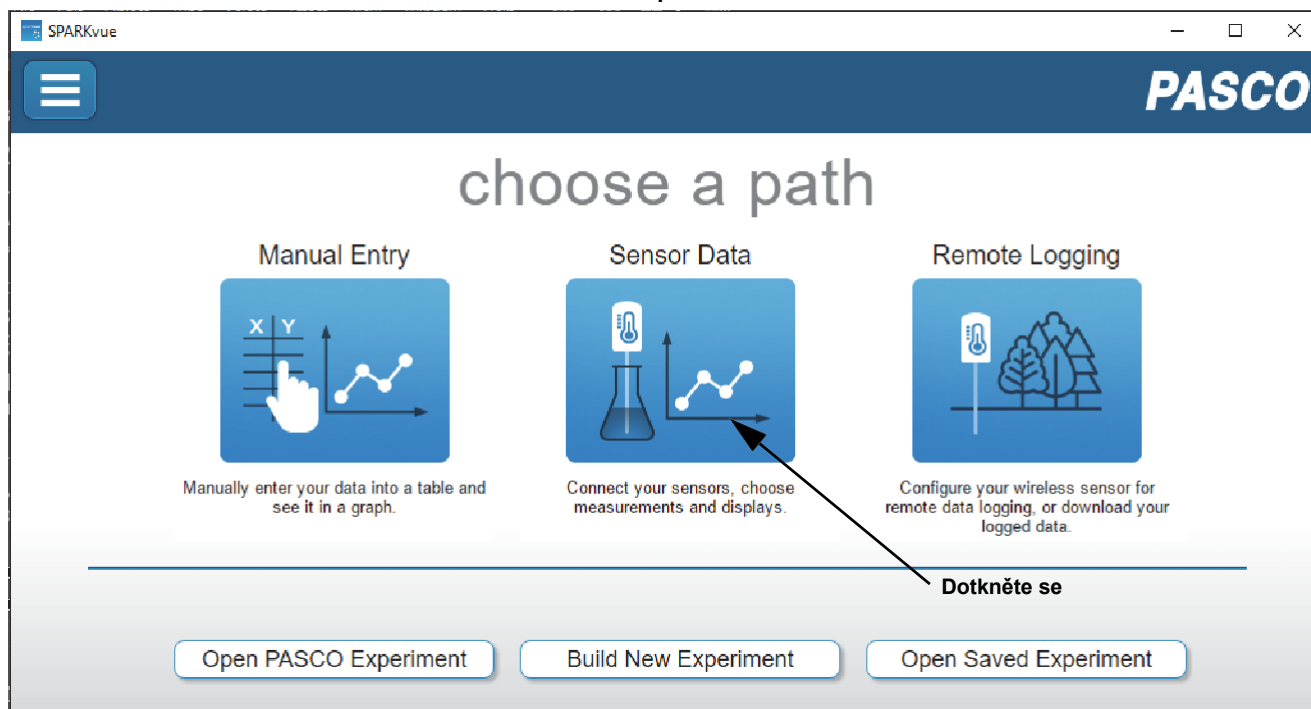 SPARKvue
PASCO
choose a path
Manual Entry
Sensor Data
Remote Logging
X Y
Manually enter your data into a table and
see it in a graph.
Connect your sensors, choose
measurements and displays.
Configure your wireless sensor for
remote data logging, or download your
logged data.
Dotkněte se
Open PASCO Experiment
Build New Experiment
Open Saved Experiment